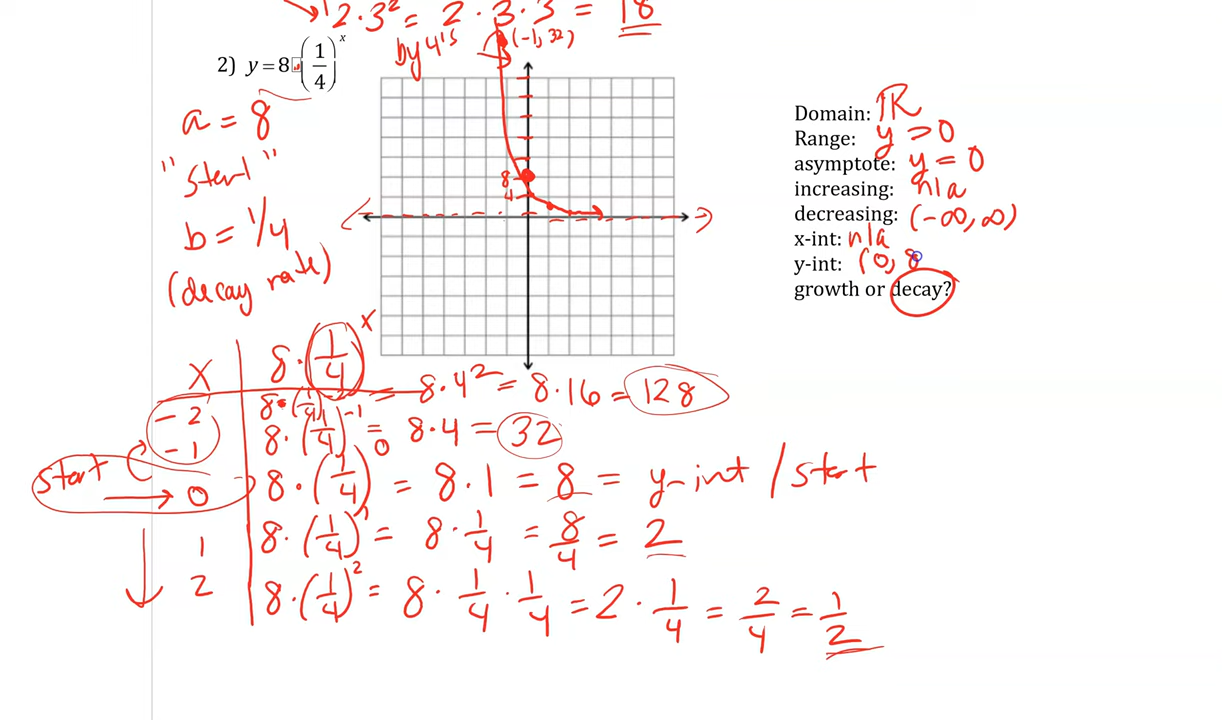 2 · 3² = 2 · 3 · 3 = 18
by 4's
(-1, 32)
2) y = 8 · (1/4)^x
a = 8
"start"
b = 1/4
(decay rate)
8
4
Domain: ℝ
Range: y > 0
asymptote: y = 0
increasing: n/a
decreasing: (-∞, ∞)
x-int: n/a
y-int: (0, 8
growth or decay?
x | 8 · (1/4)^x
-2 | 8 · (1/4)^-2 = 8 · 4² = 8 · 16 = 128
-1 | 8 · (1/4)^-1 = 8 · 4 = 32
start → 0 | 8 · (1/4)^0 = 8 · 1 = 8 = y-int / start
1 | 8 · (1/4)^1 = 8 · 1/4 = 8/4 = 2
2 | 8 · (1/4)^2 = 8 · 1/4 · 1/4 = 2 · 1/4 = 2/4 = 1/2